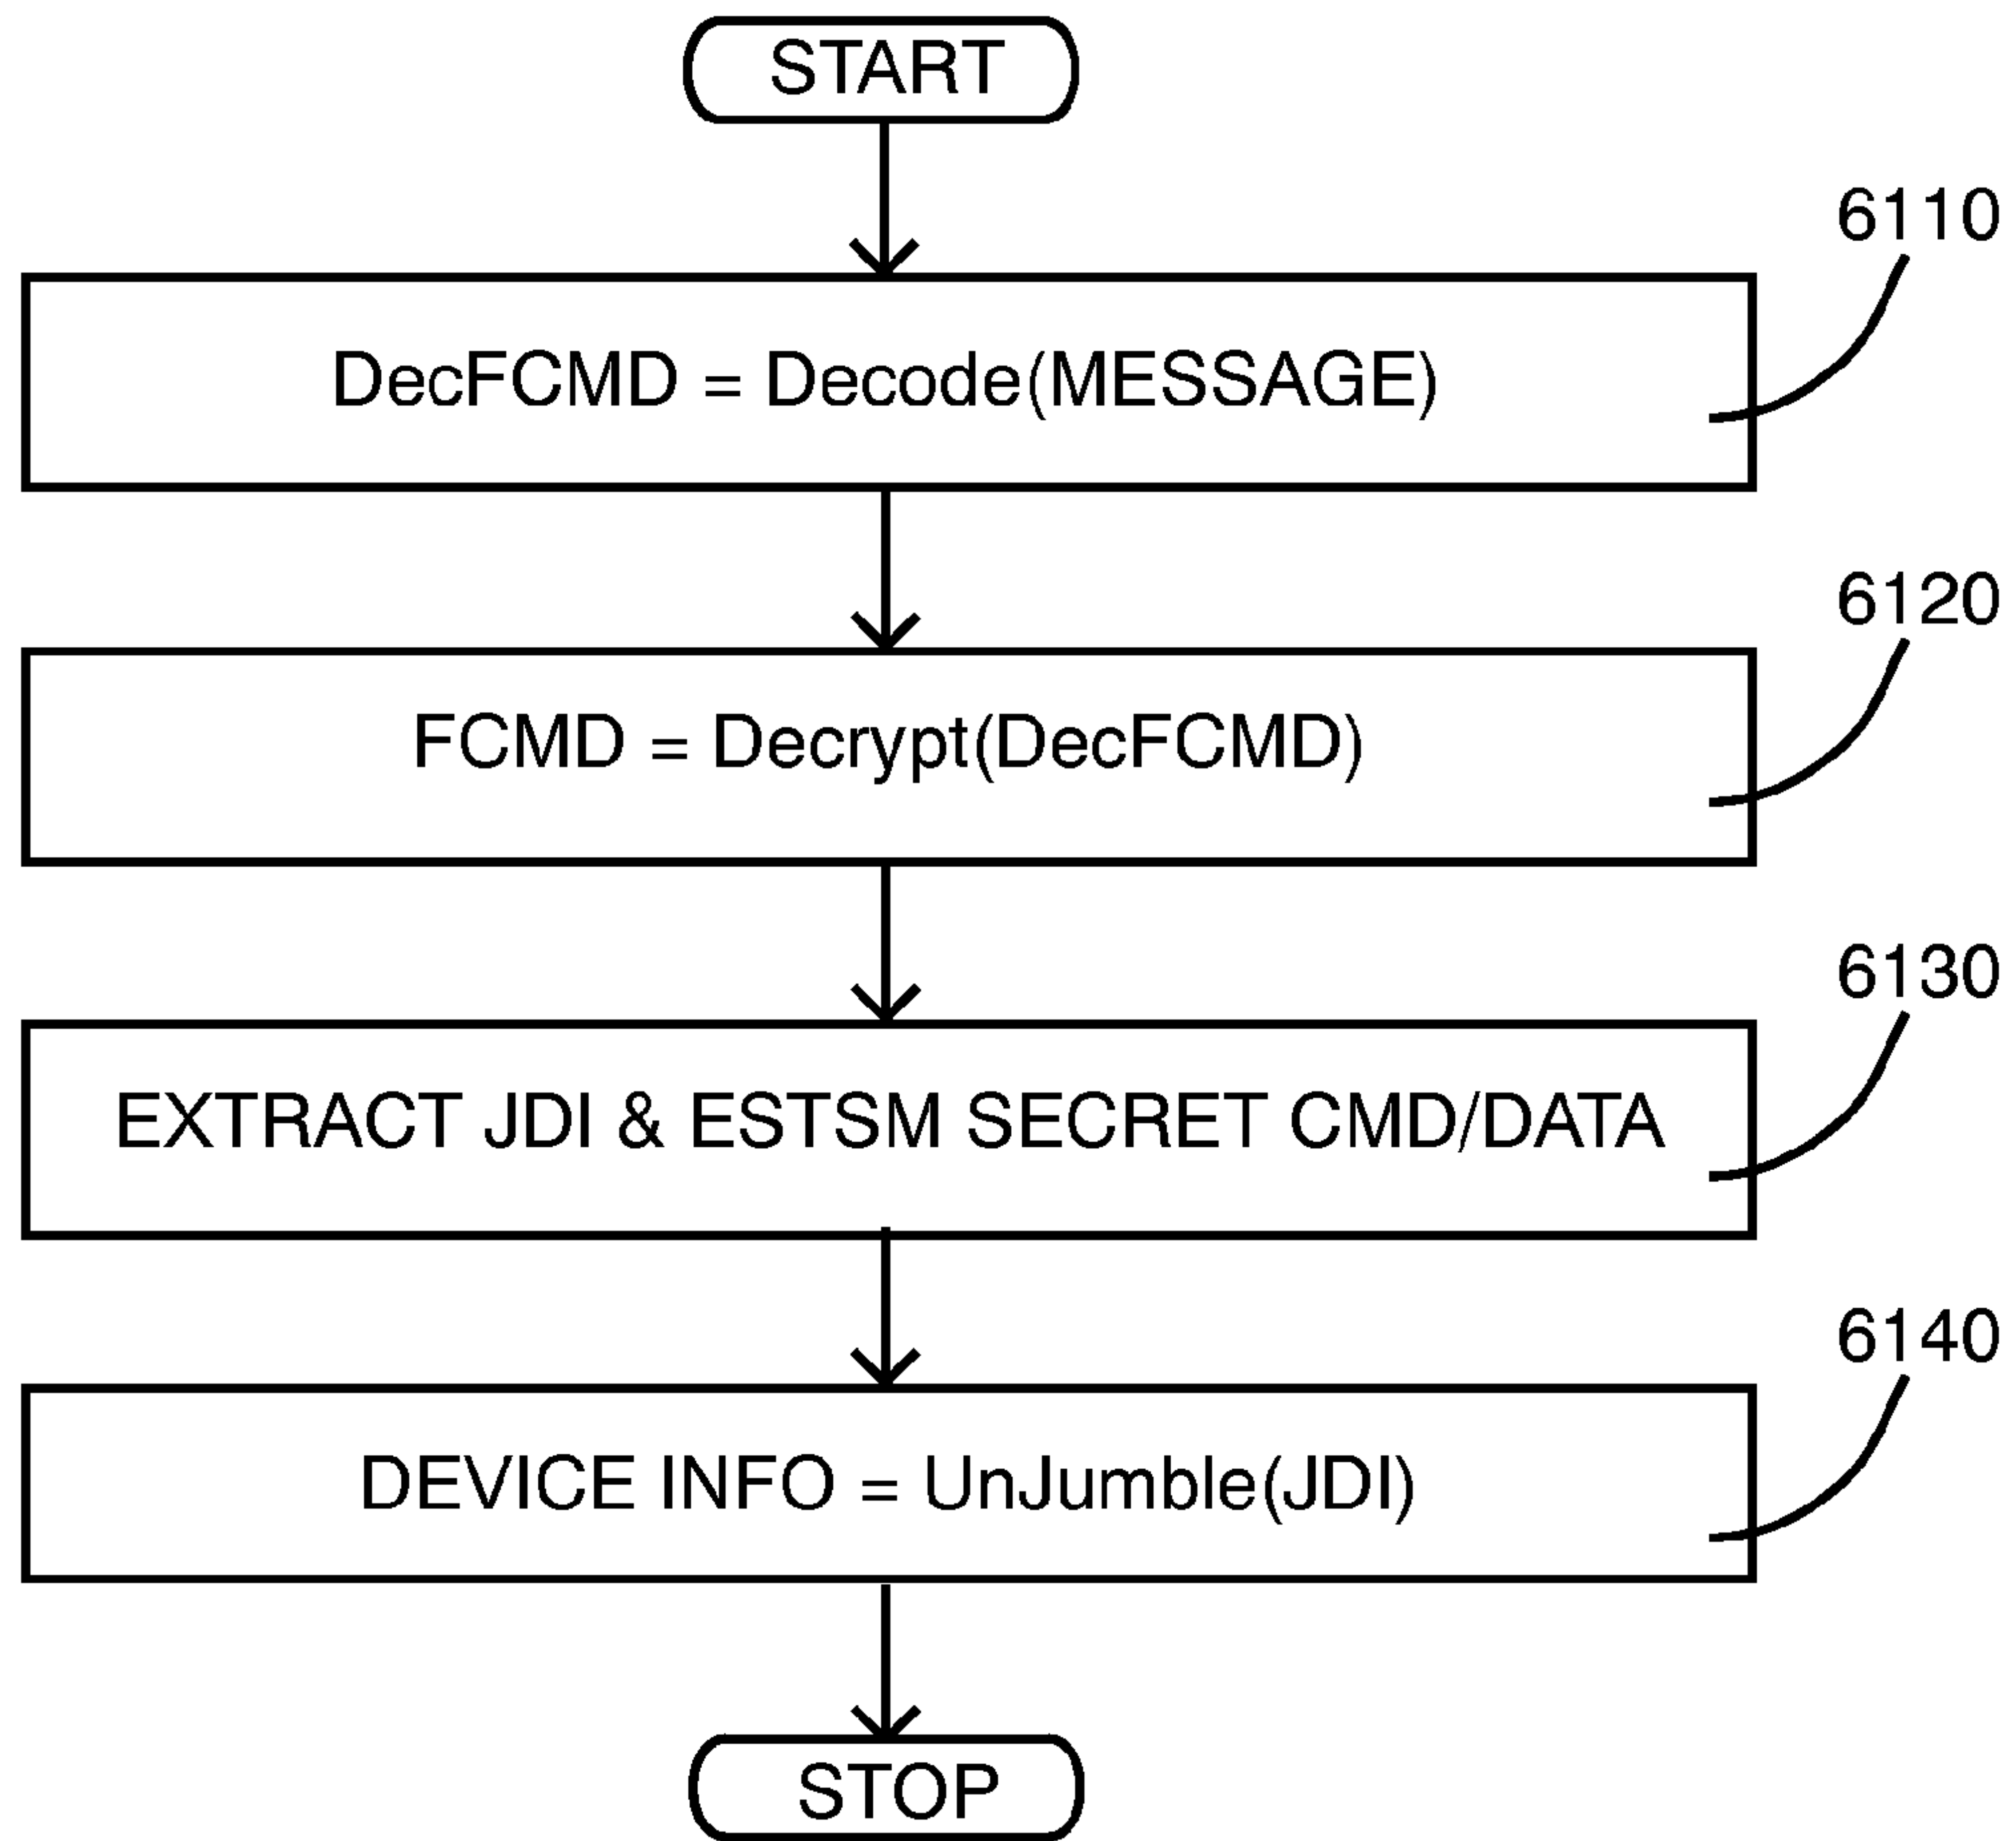 START
6110
DecFCMD = Decode(MESSAGE)
6120
FCMD = Decrypt(DecFCMD)
6130
EXTRACT JDI & ESTSM SECRET CMD/DATA
6140
DEVICE INFO = UnJumble(JDI)
STOP